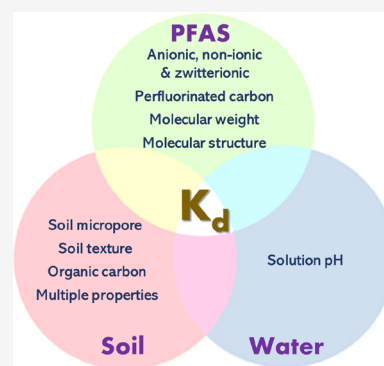 PFAS
Anionic, non-ionic
& zwitterionic
Perfluorinated carbon
Molecular weight
Molecular structure
Kd
Soil micropore
Soil texture
Organic carbon
Multiple properties
Solution pH
Soil
Water